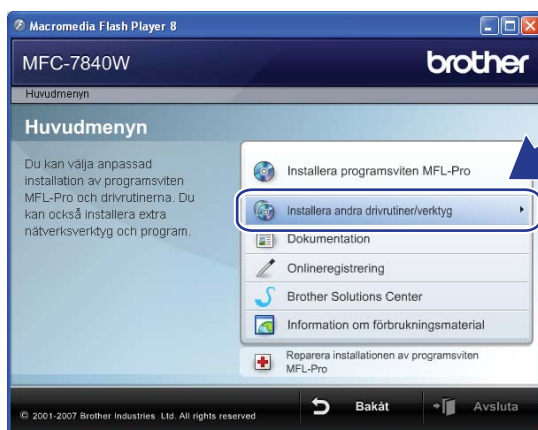 Macromedia Flash Player 8
MFC-7840W
brother
Huvudmenyn
Huvudmenyn
Du kan välja anpassad
installation av programsviten
MFL-Pro och drivrutinerna. Du
kan också installera extra
nätverksverktyg och program.
Installera programsviten MFL-Pro
Installera andra drivrutiner/verktyg
Dokumentation
Onlineregistrering
Brother Solutions Center
Information om förbrukningsmaterial
Reparera installationen av programsviten
MFL-Pro
© 2001-2007 Brother Industries Ltd. All rights reserved
Bakåt
Avsluta